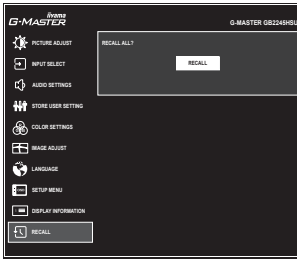 iiyama
G-MASTER
G-MASTER GB2245HSU
PICTURE ADJUST
RECALL ALL?
RECALL
INPUT SELECT
AUDIO SETTINGS
STORE USER SETTING
COLOR SETTINGS
IMAGE ADJUST
LANGUAGE
SETUP MENU
DISPLAY INFORMATION
RECALL